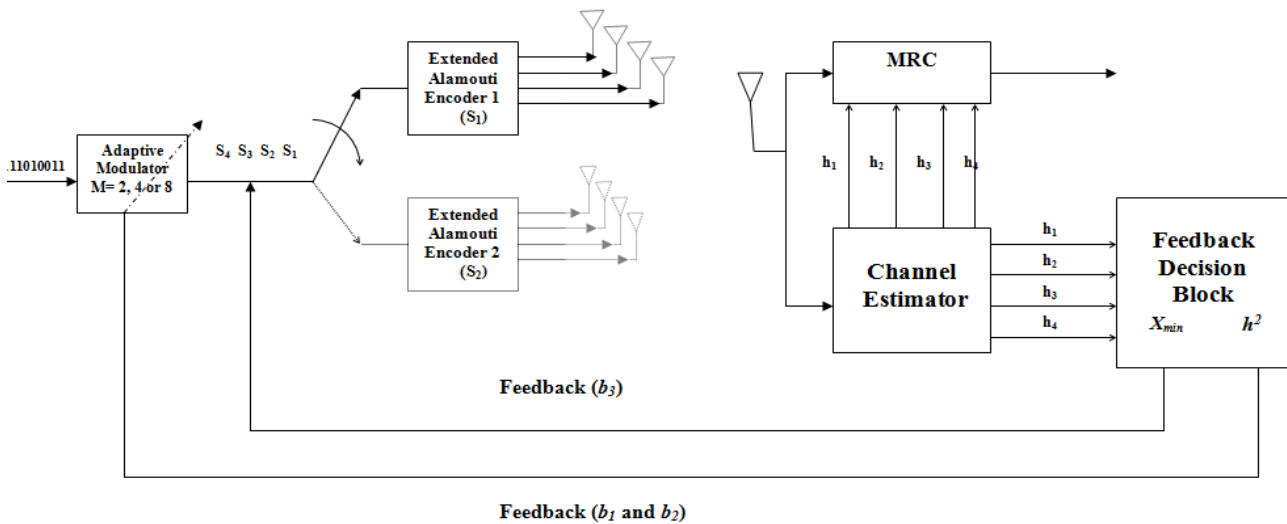 .11010011
Adaptive
Modulator
M= 2, 4 or 8
S4 S3 S2 S1
Extended
Alamouti
Encoder 1
(S1)
Extended
Alamouti
Encoder 2
(S2)
MRC
h1
h2
h3
h4
Channel
Estimator
h1
h2
h3
h4
Feedback
Decision
Block
Xmin h²
Feedback (b3)
Feedback (b1 and b2)